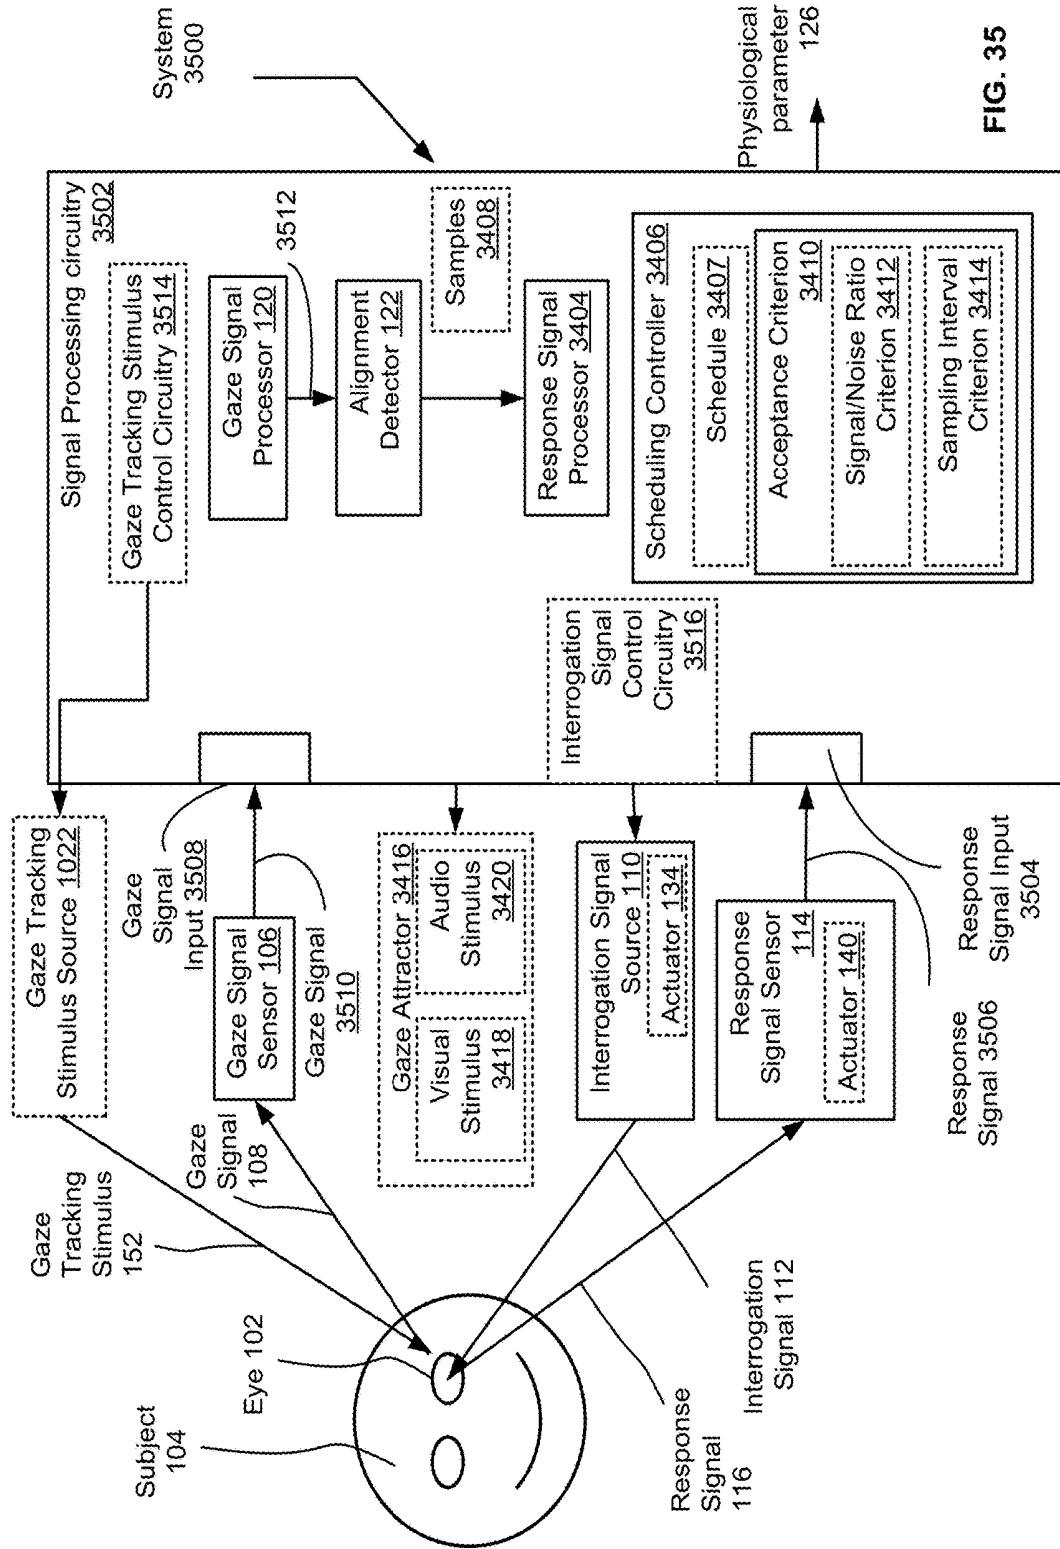 System
3500
Signal Processing circuitry
3502
Gaze Tracking Stimulus
Control Circuitry 3514
Gaze Signal
Processor 120
3512
Alignment
Detector 122
Samples
3408
Response Signal
Processor 3404
Scheduling Controller 3406
Schedule 3407
Acceptance Criterion
3410
Signal/Noise Ratio
Criterion 3412
Sampling Interval
Criterion 3414
Interrogation
Signal
Control
Circuitry
3516
Physiological
parameter
126
Gaze Tracking
Stimulus Source 1022
Gaze
Signal
Input 3508
Gaze Signal
Sensor 106
Gaze Signal
3510
Gaze Attractor 3416
Visual
Stimulus
3418
Audio
Stimulus
3420
Interrogation Signal
Source 110
Actuator 134
Response
Signal Sensor
114
Actuator 140
Response
Signal Input
3504
Response
Signal 3506
Gaze
Tracking
Stimulus
152
Gaze
Signal
108
Subject
104
Eye 102
Response
Signal
116
Interrogation
Signal 112
FIG. 35